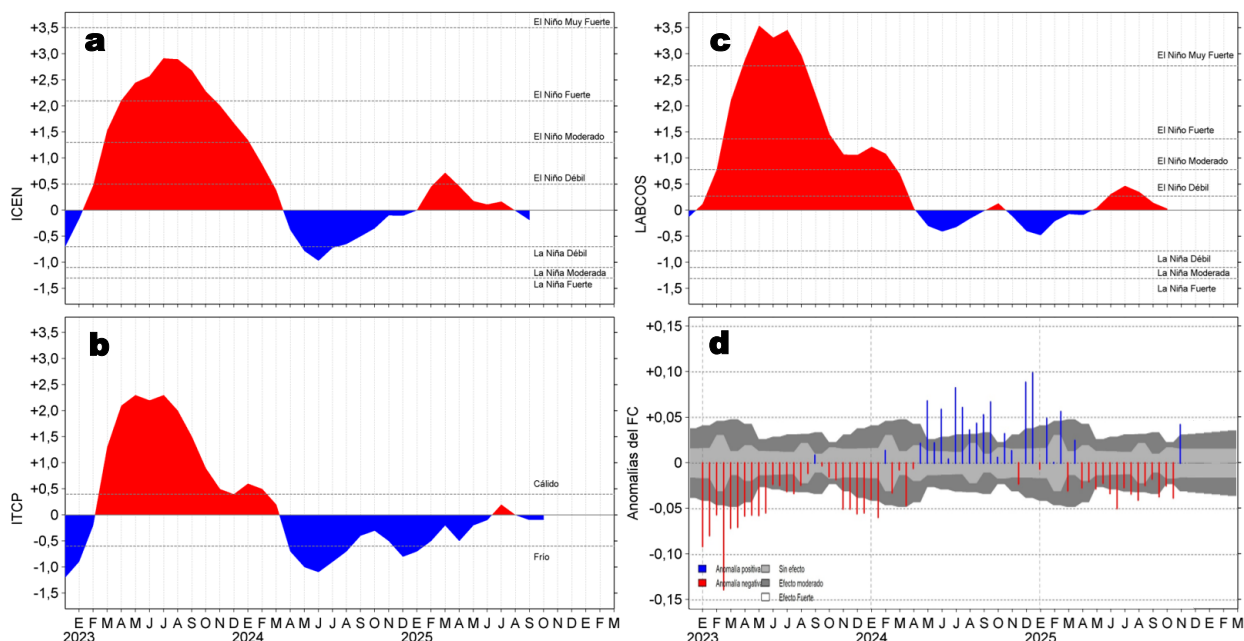 a
ICEN
+3,5
+3,0
+2,5
+2,0
+1,5
+1,0
+0,5
0
-0,5
-1,0
-1,5
El Niño Muy Fuerte
El Niño Fuerte
El Niño Moderado
El Niño Débil
La Niña Débil
La Niña Moderada
La Niña Fuerte
E F M A M J J A S O N D E F M A M J J A S O N D E F M A M J J A S O N D E F M
2023 2024 2025
c
LABCOS
+3,5
+3,0
+2,5
+2,0
+1,5
+1,0
+0,5
0
-0,5
-1,0
-1,5
El Niño Muy Fuerte
El Niño Fuerte
El Niño Moderado
El Niño Débil
La Niña Débil
La Niña Moderada
La Niña Fuerte
b
ITCP
+3,5
+3,0
+2,5
+2,0
+1,5
+1,0
+0,5
0
-0,5
-1,0
-1,5
Cálido
Frío
d
Anomalías del FC
+0,15
+0,10
+0,05
0
-0,05
-0,10
-0,15
Anomalía positiva
Anomalía negativa
Sin efecto
Efecto moderado
Efecto Fuerte
E F M A M J J A S O N D E F M A M J J A S O N D E F M A M J J A S O N D E F M
2023 2024 2025